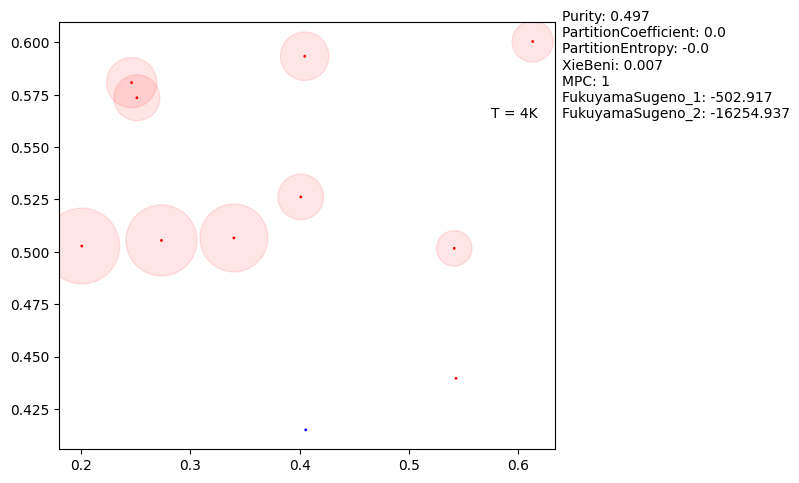 Purity: 0.497
PartitionCoefficient: 0.0
PartitionEntropy: -0.0
XieBeni: 0.007
MPC: 1
FukuyamaSugeno_1: -502.917
FukuyamaSugeno_2: -16254.937
T = 4K
0.600
0.575
0.550
0.525
0.500
0.475
0.450
0.425
0.2 0.3 0.4 0.5 0.6